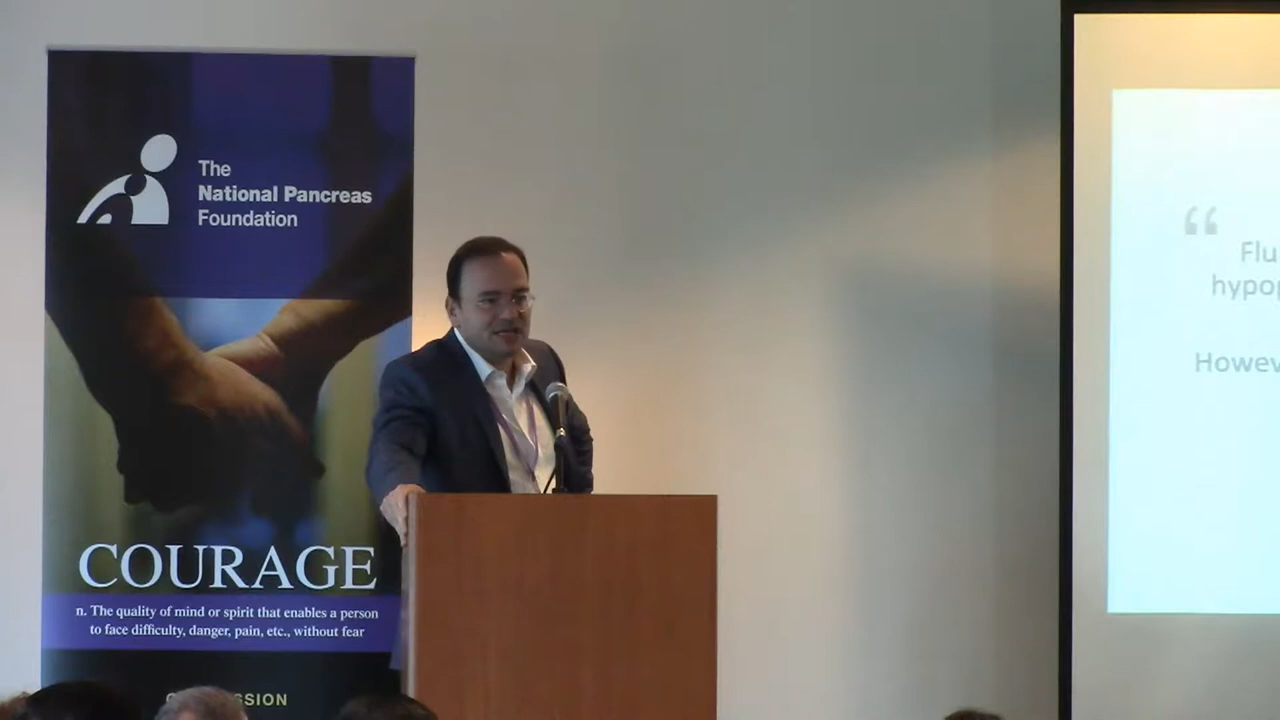 The
National Pancreas
Foundation
COURAGE
n. The quality of mind or spirit that enables a person
to face difficulty, danger, pain, etc., without fear
“
Flu
hypop
Howev